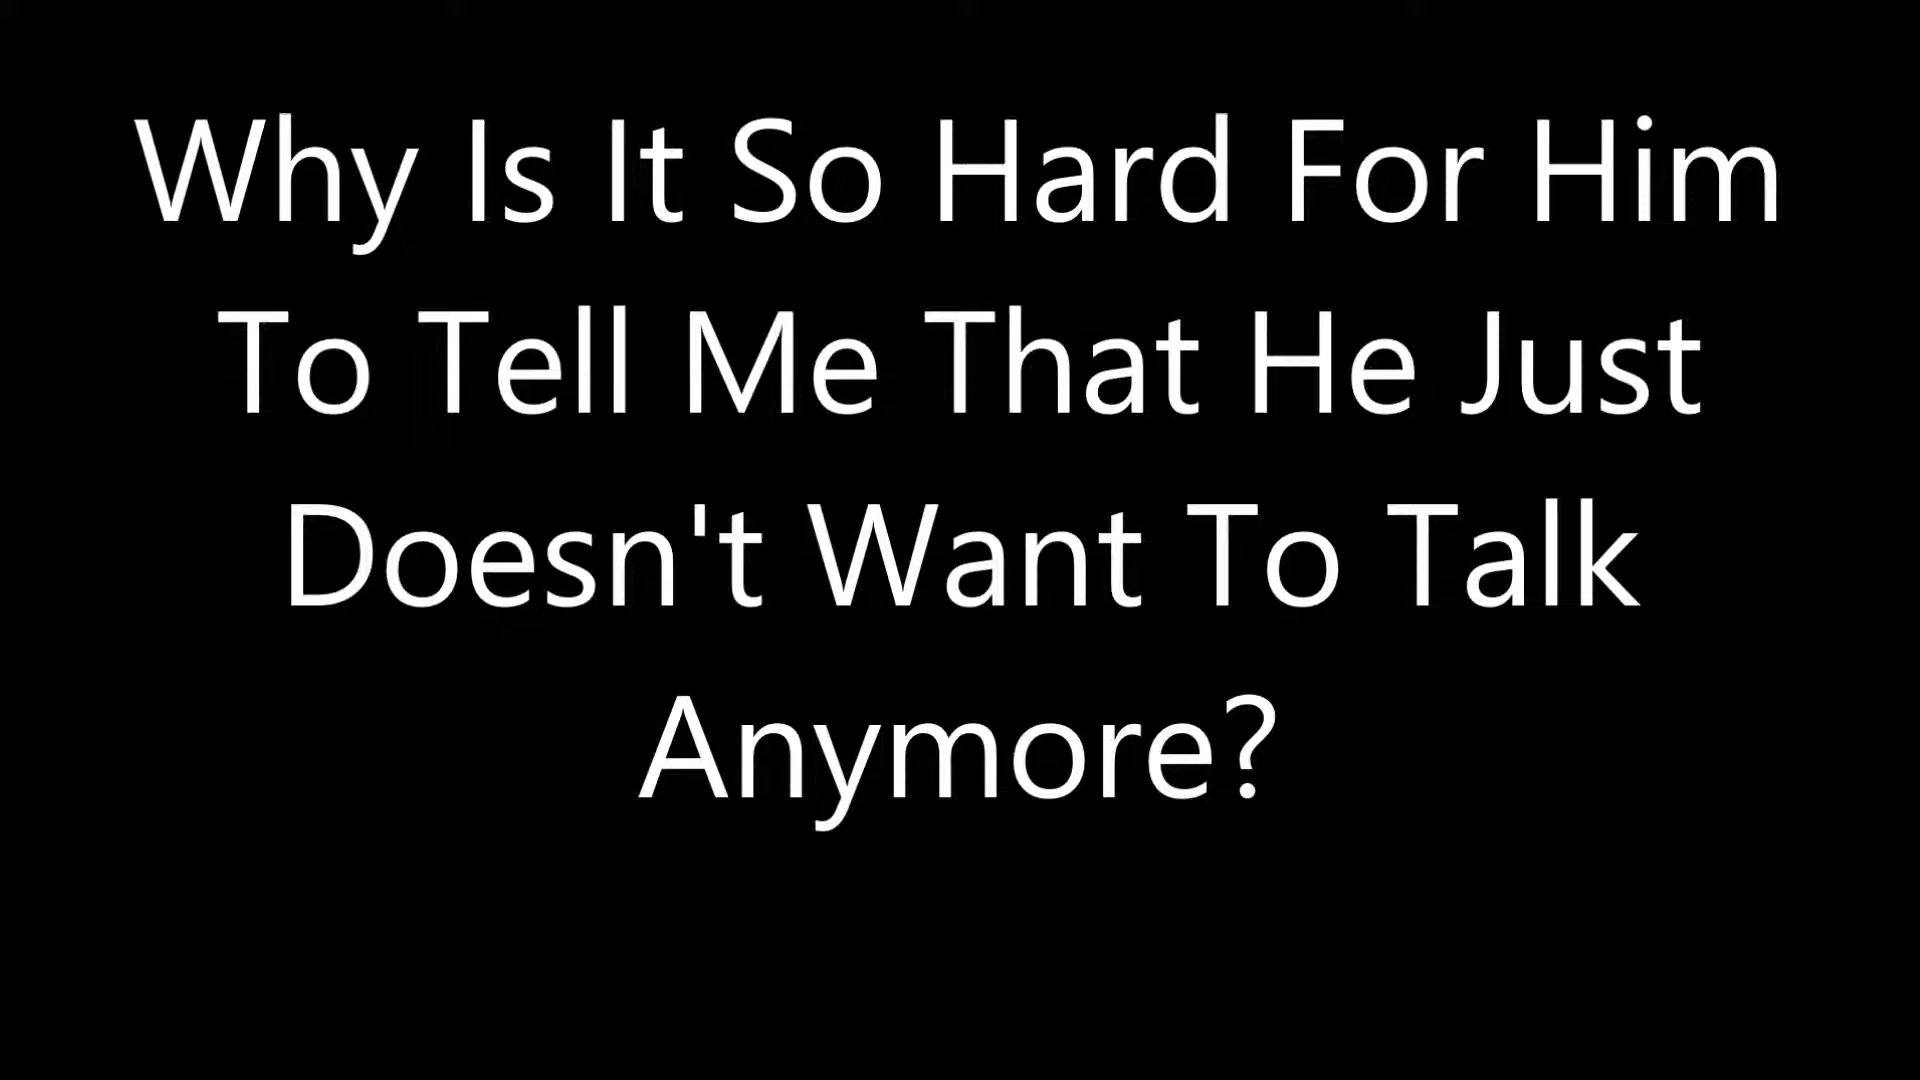 Why Is It So Hard For Him
To Tell Me That He Just
Doesn't Want To Talk
Anymore?